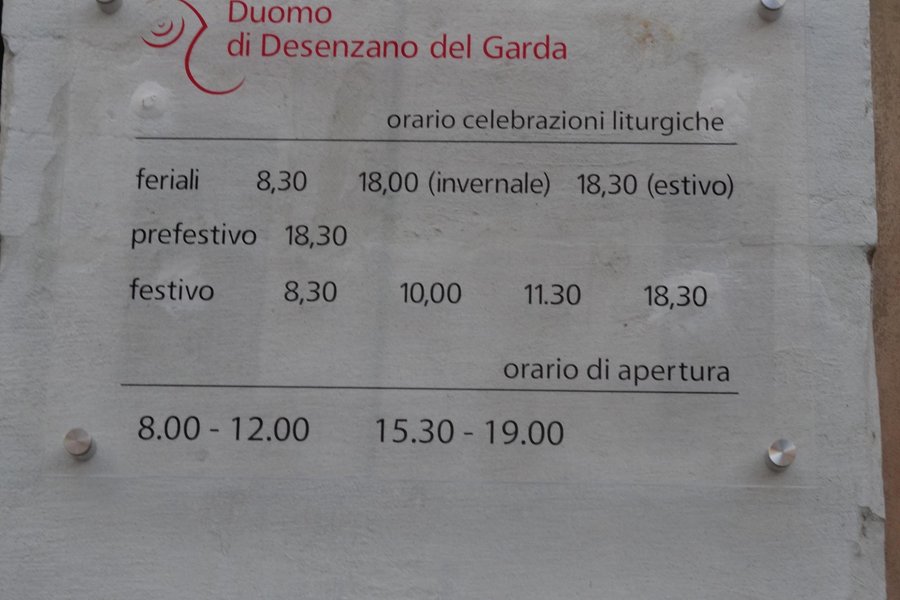 Duomo
di Desenzano del Garda
orario celebrazioni liturgiche
feriali 8,30 18,00 (invernale) 18,30 (estivo)
prefestivo 18,30
festivo 8,30 10,00 11.30 18,30
orario di apertura
8.00 - 12.00 15.30 - 19.00